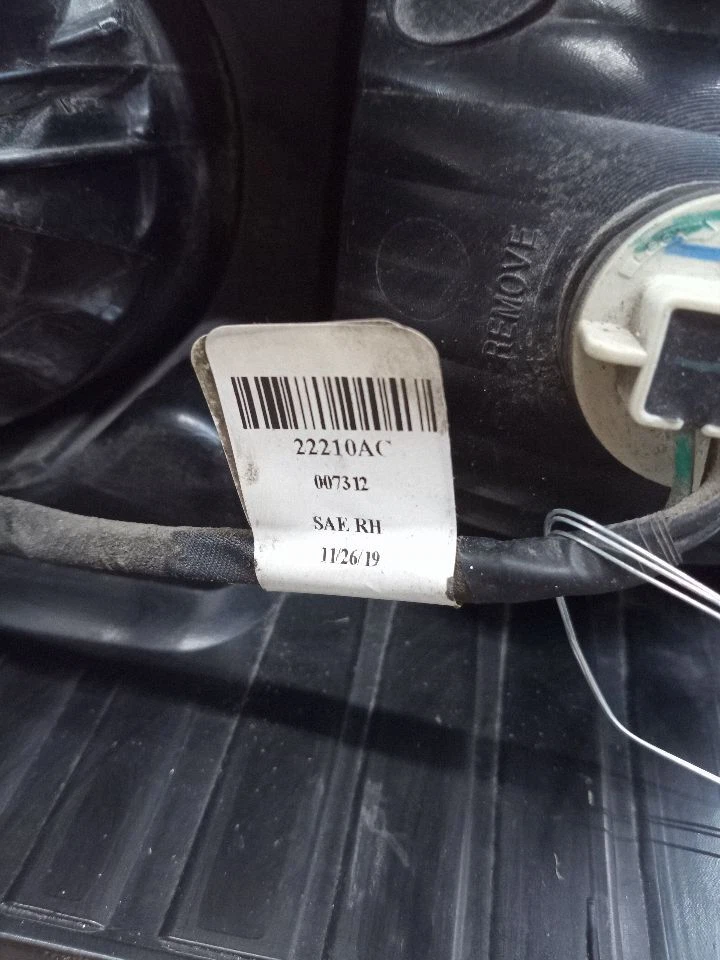 REMOVE
22210AC
007312
SAE RH
11/26/19